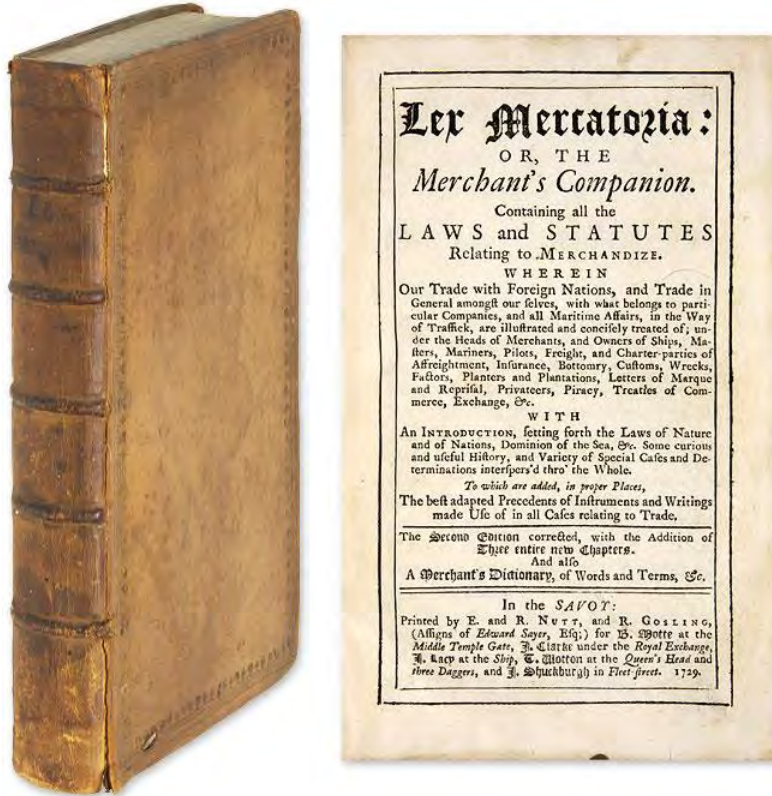 Lex Mercatoria:
OR, THE
Merchant's Companion.
Containing all the
LAWS and STATUTES
Relating to MERCHANDIZE.
WHEREIN
Our Trade with Foreign Nations, and Trade in
General amongſt our ſelves, with what belongs to parti-
cular Companies, and all Maritime Affairs, in the Way
of Traffick, are illuſtrated and conciſely treated of; un-
der the Heads of Merchants, and Owners of Ships, Ma-
ſters, Mariners, Pilots, Freight, and Charter-parties of
Affreightment, Inſurance, Bottomry, Cuſtoms, Wrecks,
Factors, Planters and Plantations, Letters of Marque
and Repriſal, Privateers, Piracy, Treaties of Com-
merce, Exchange, &c.
WITH
An INTRODUCTION, ſetting forth the Laws of Nature
and of Nations, Dominion of the Sea, &c. Some curious
and uſeful Hiſtory, and Variety of Special Caſes and De-
terminations interſpers'd thro' the Whole.
To which are added, in proper Places,
The beſt adapted Precedents of Inſtruments and Writings
made Uſe of in all Caſes relating to Trade.
The Second Edition corrected, with the Addition of
Three entire new Chapters.
And alſo
A Merchant's Dictionary, of Words and Terms, &c.
In the SAVOY:
Printed by E. and R. NUTT, and R. GOSLING,
(Aſſigns of Edward Sayer, Eſq;) for B. Motte at the
Middle Temple Gate, J. Clarke under the Royal Exchange,
J. Lacy at the Ship, T. Wotton at the Queen's Head and
three Daggers, and J. Shuckburgh in Fleet-ſtreet. 1729.